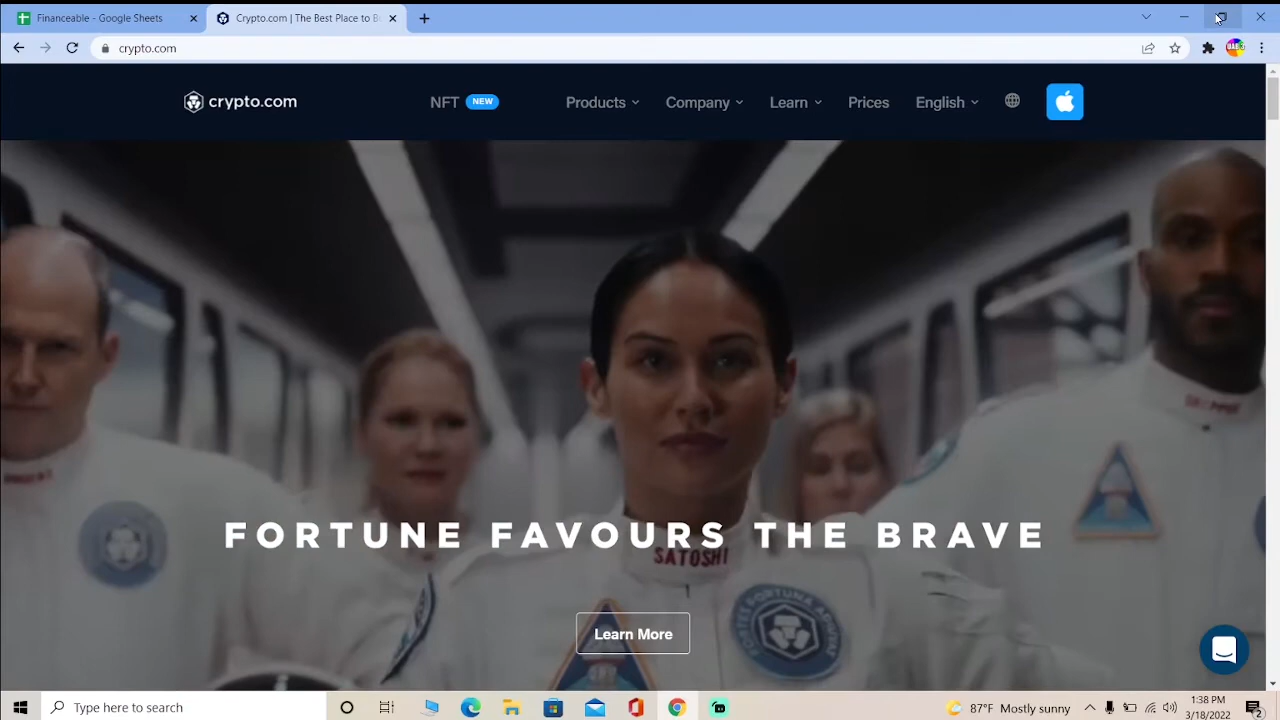 Financeable - Google Sheets
Crypto.com | The Best Place to B
crypto.com
crypto.com
NFT NEW Products Company Learn Prices English
FORTUNE FAVOURS THE BRAVE
SATOSHI
Learn More
Type here to search
87°F Mostly sunny
1:38 PM
3/18/2022
2